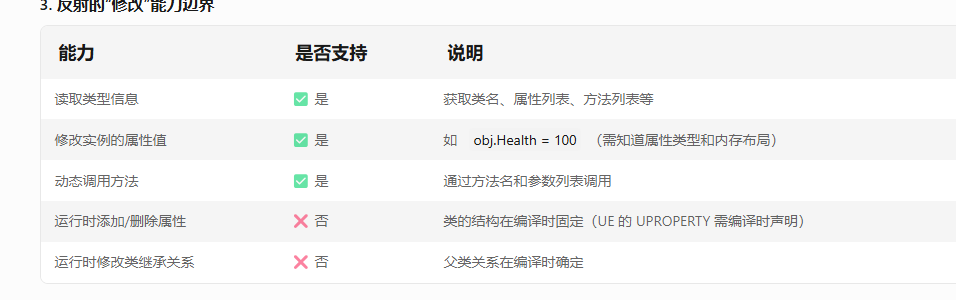 3. 反射的“修改”能力边界
能力 是否支持 说明
读取类型信息 ✅ 是 获取类名、属性列表、方法列表等
修改实例的属性值 ✅ 是 如 obj.Health = 100 （需知道属性类型和内存布局）
动态调用方法 ✅ 是 通过方法名和参数列表调用
运行时添加/删除属性 ❌ 否 类的结构在编译时固定（UE 的 UPROPERTY 需编译时声明）
运行时修改类继承关系 ❌ 否 父类关系在编译时确定